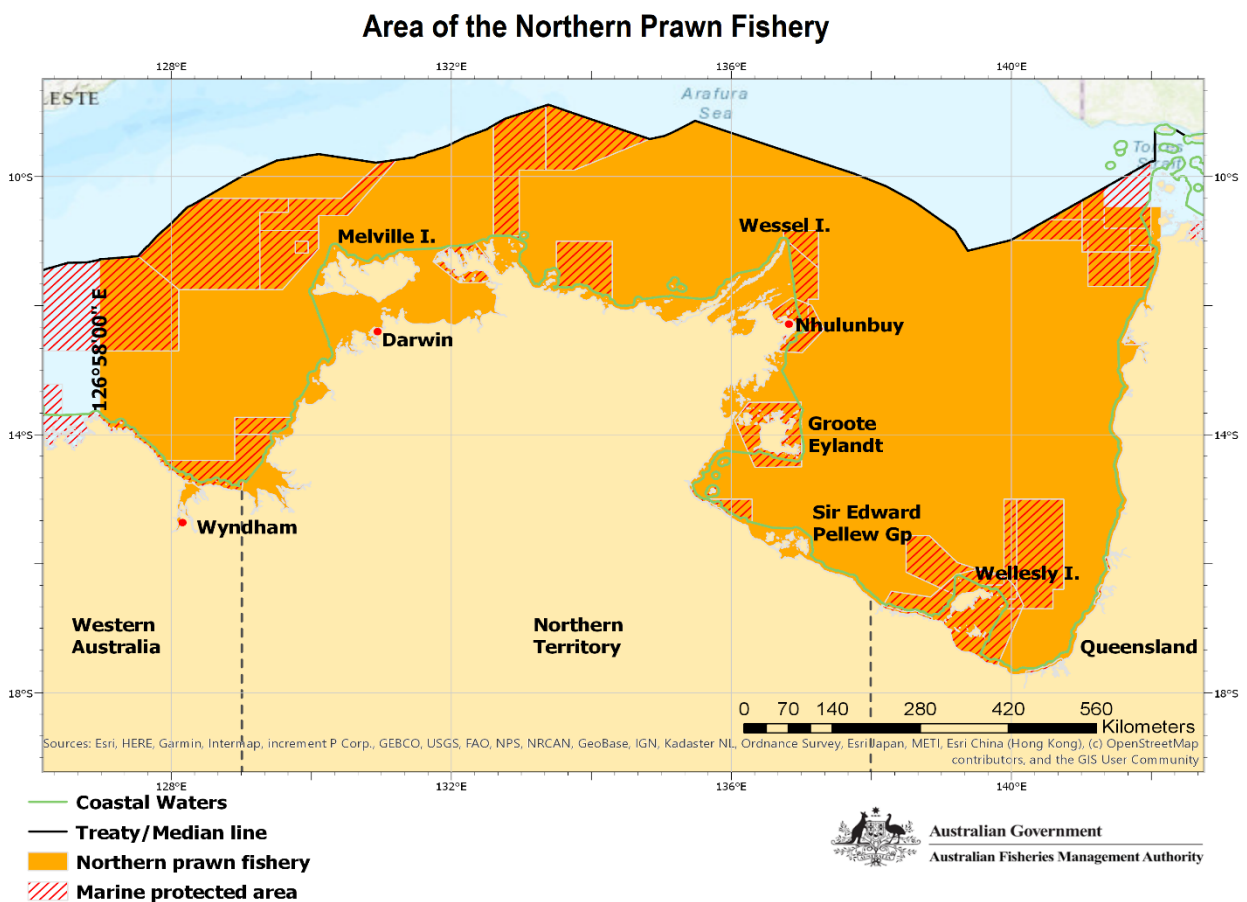 Area of the Northern Prawn Fishery
128°E 132°E 136°E 140°E
LESTE
Arafura
Sea
Torres
Strait
10°S 10°S
Melville I.
Wessel I.
126°58'00" E
Nhulunbuy
Darwin
14°S 14°S
Groote
Eylandt
Wyndham
Sir Edward
Pellew Gp
Wellesly I.
Western
Australia
Northern
Territory
Queensland
18°S 18°S
0 70 140 280 420 560
Kilometers
Sources: Esri, HERE, Garmin, Intermap, increment P Corp., GEBCO, USGS, FAO, NPS, NRCAN, GeoBase, IGN, Kadaster NL, Ordnance Survey, Esri Japan, METI, Esri China (Hong Kong), (c) OpenStreetMap
contributors, and the GIS User Community
128°E 132°E 136°E 140°E
Coastal Waters
Treaty/Median line
Northern prawn fishery
Marine protected area
Australian Government
Australian Fisheries Management Authority